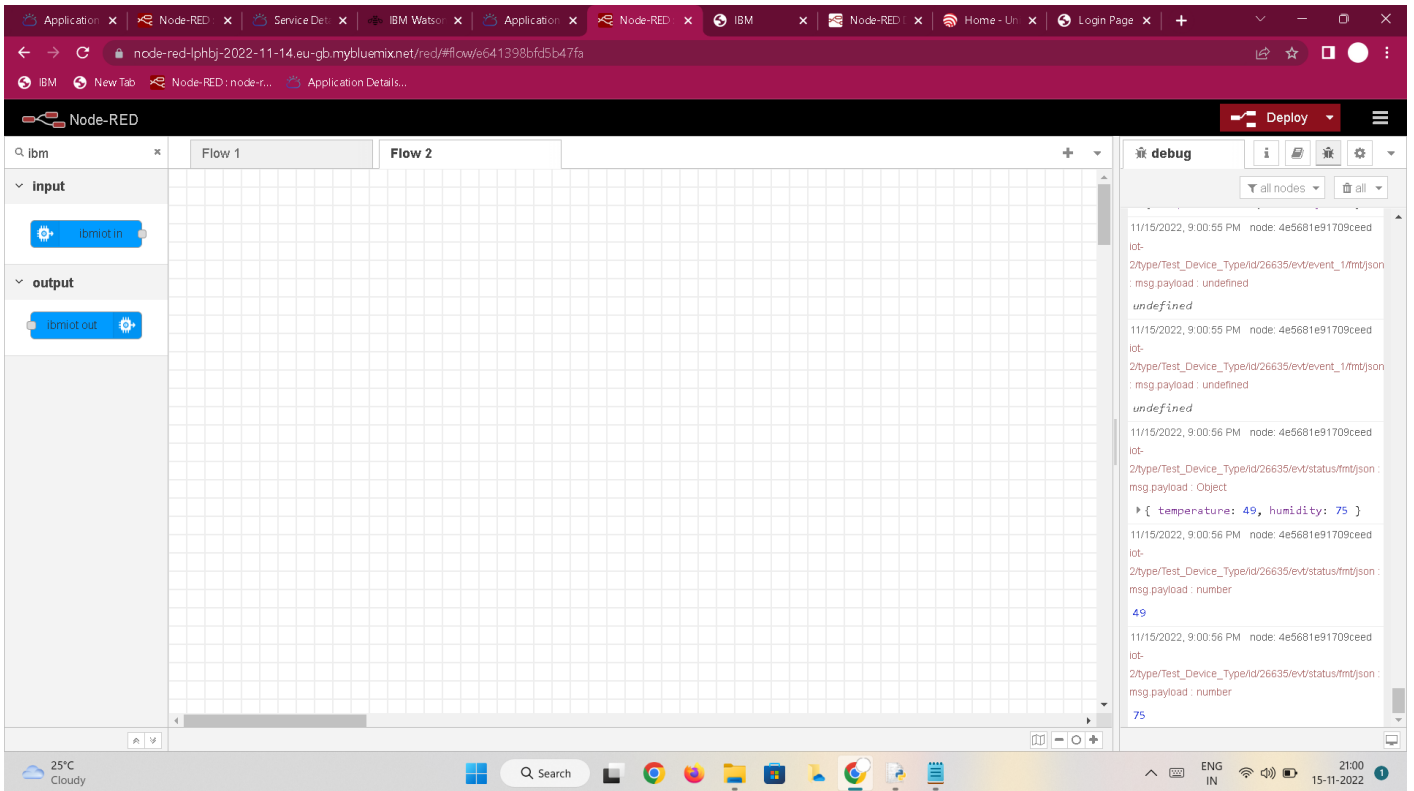 Application
Node-RED :
Service Deta
IBM Watson
Application
Node-RED :
IBM
Node-RED D
Home - Uni
Login Page
node-red-lphbj-2022-11-14.eu-gb.mybluemix.net/red/#flow/e641398bfd5b47fa
IBM
New Tab
Node-RED : node-r...
Application Details...
Node-RED
Deploy
ibm
Flow 1
Flow 2
debug
i
input
ibmiot in
output
ibmiot out
all nodes
all
11/15/2022, 9:00:55 PM node: 4e5681e91709ceed
iot-
2/type/Test_Device_Type/id/26635/evt/event_1/fmt/json
: msg.payload : undefined
undefined
11/15/2022, 9:00:55 PM node: 4e5681e91709ceed
iot-
2/type/Test_Device_Type/id/26635/evt/event_1/fmt/json
: msg.payload : undefined
undefined
11/15/2022, 9:00:56 PM node: 4e5681e91709ceed
iot-
2/type/Test_Device_Type/id/26635/evt/status/fmt/json :
msg.payload : Object
{ temperature: 49, humidity: 75 }
11/15/2022, 9:00:56 PM node: 4e5681e91709ceed
iot-
2/type/Test_Device_Type/id/26635/evt/status/fmt/json :
msg.payload : number
49
11/15/2022, 9:00:56 PM node: 4e5681e91709ceed
iot-
2/type/Test_Device_Type/id/26635/evt/status/fmt/json :
msg.payload : number
75
25°C
Cloudy
Search
ENG
IN
21:00
15-11-2022
1